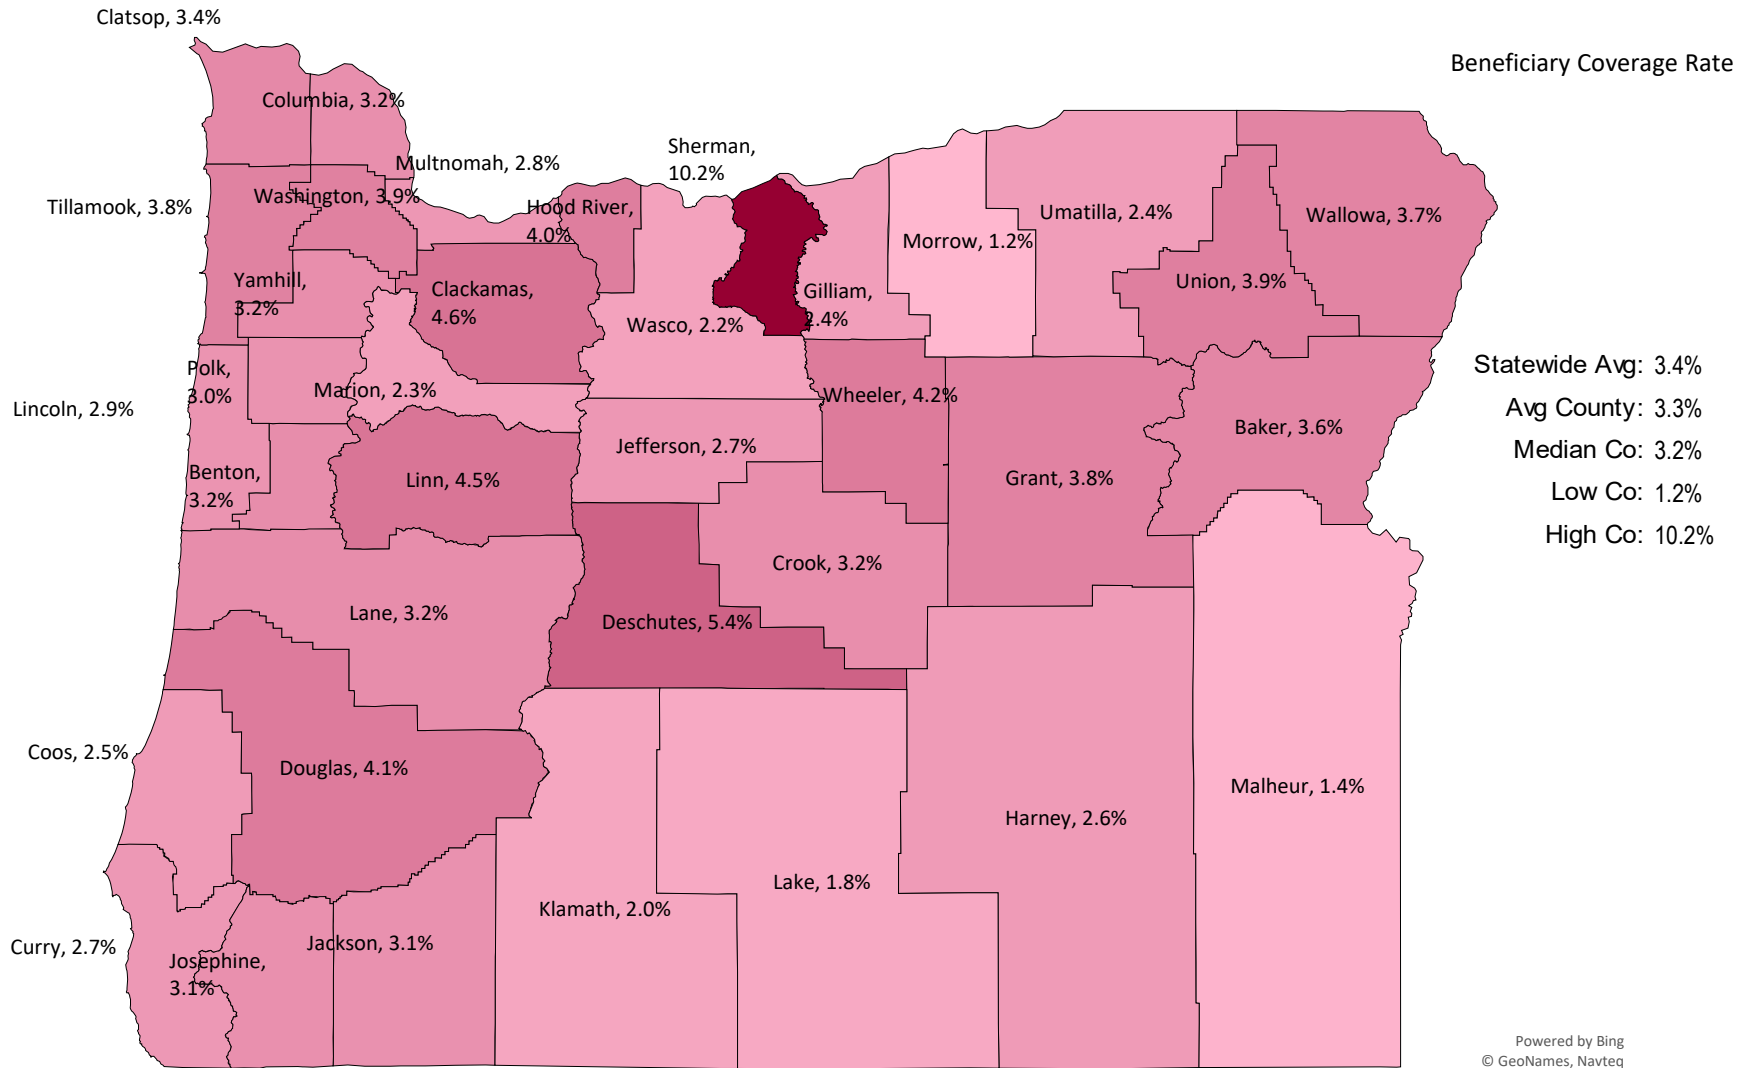 Clatsop, 3.4%
Beneficiary Coverage Rate
Columbia, 3.2%
Sherman,
10.2%
Multnomah, 2.8%
Washington, 3.9%
Tillamook, 3.8%
Hood River,
4.0%
Umatilla, 2.4%
Wallowa, 3.7%
Morrow, 1.2%
Yamhill,
3.2%
Clackamas,
4.6%
Gilliam,
2.4%
Union, 3.9%
Wasco, 2.2%
Polk,
3.0%
Marion, 2.3%
Wheeler, 4.2%
Lincoln, 2.9%
Statewide Avg: 3.4%
Avg County: 3.3%
Median Co: 3.2%
Low Co: 1.2%
High Co: 10.2%
Baker, 3.6%
Jefferson, 2.7%
Benton,
3.2%
Linn, 4.5%
Grant, 3.8%
Crook, 3.2%
Lane, 3.2%
Deschutes, 5.4%
Coos, 2.5%
Douglas, 4.1%
Malheur, 1.4%
Harney, 2.6%
Lake, 1.8%
Klamath, 2.0%
Curry, 2.7%
Jackson, 3.1%
Josephine,
3.1%
Powered by Bing
© GeoNames, Navteq